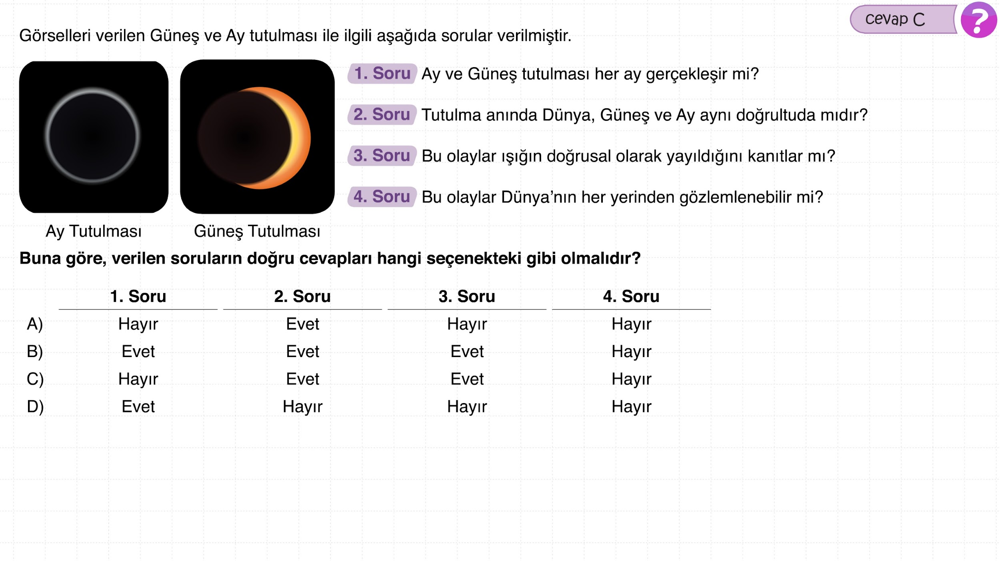 cevap C
?
Görselleri verilen Güneş ve Ay tutulması ile ilgili aşağıda sorular verilmiştir.
1. Soru Ay ve Güneş tutulması her ay gerçekleşir mi?
2. Soru Tutulma anında Dünya, Güneş ve Ay aynı doğrultuda mıdır?
3. Soru Bu olaylar ışığın doğrusal olarak yayıldığını kanıtlar mı?
4. Soru Bu olaylar Dünya’nın her yerinden gözlemlenebilir mi?
Ay Tutulması Güneş Tutulması
Buna göre, verilen soruların doğru cevapları hangi seçenekteki gibi olmalıdır?
1. Soru 2. Soru 3. Soru 4. Soru
A) Hayır Evet Hayır Hayır
B) Evet Evet Evet Hayır
C) Hayır Evet Evet Hayır
D) Evet Hayır Hayır Hayır